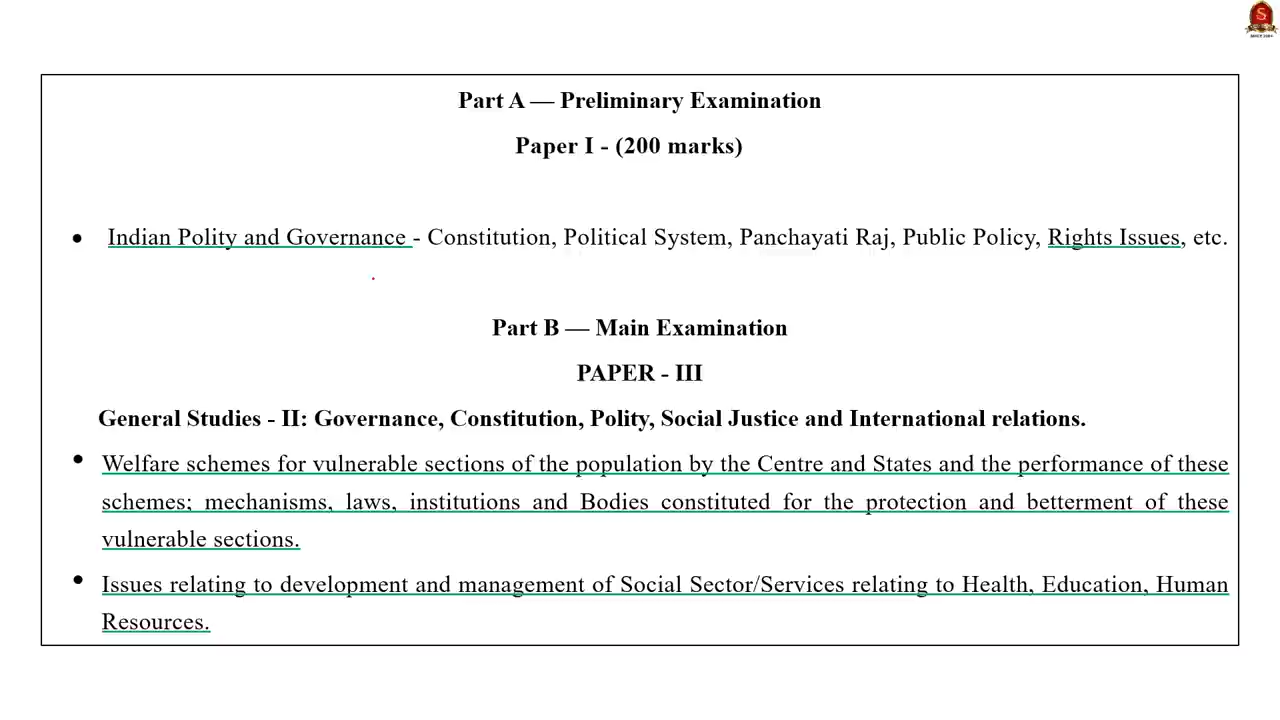 S
SINCE 1984
Part A — Preliminary Examination
Paper I - (200 marks)
• Indian Polity and Governance - Constitution, Political System, Panchayati Raj, Public Policy, Rights Issues, etc.
Part B — Main Examination
PAPER - III
General Studies - II: Governance, Constitution, Polity, Social Justice and International relations.
• Welfare schemes for vulnerable sections of the population by the Centre and States and the performance of these
schemes; mechanisms, laws, institutions and Bodies constituted for the protection and betterment of these
vulnerable sections.
• Issues relating to development and management of Social Sector/Services relating to Health, Education, Human
Resources.